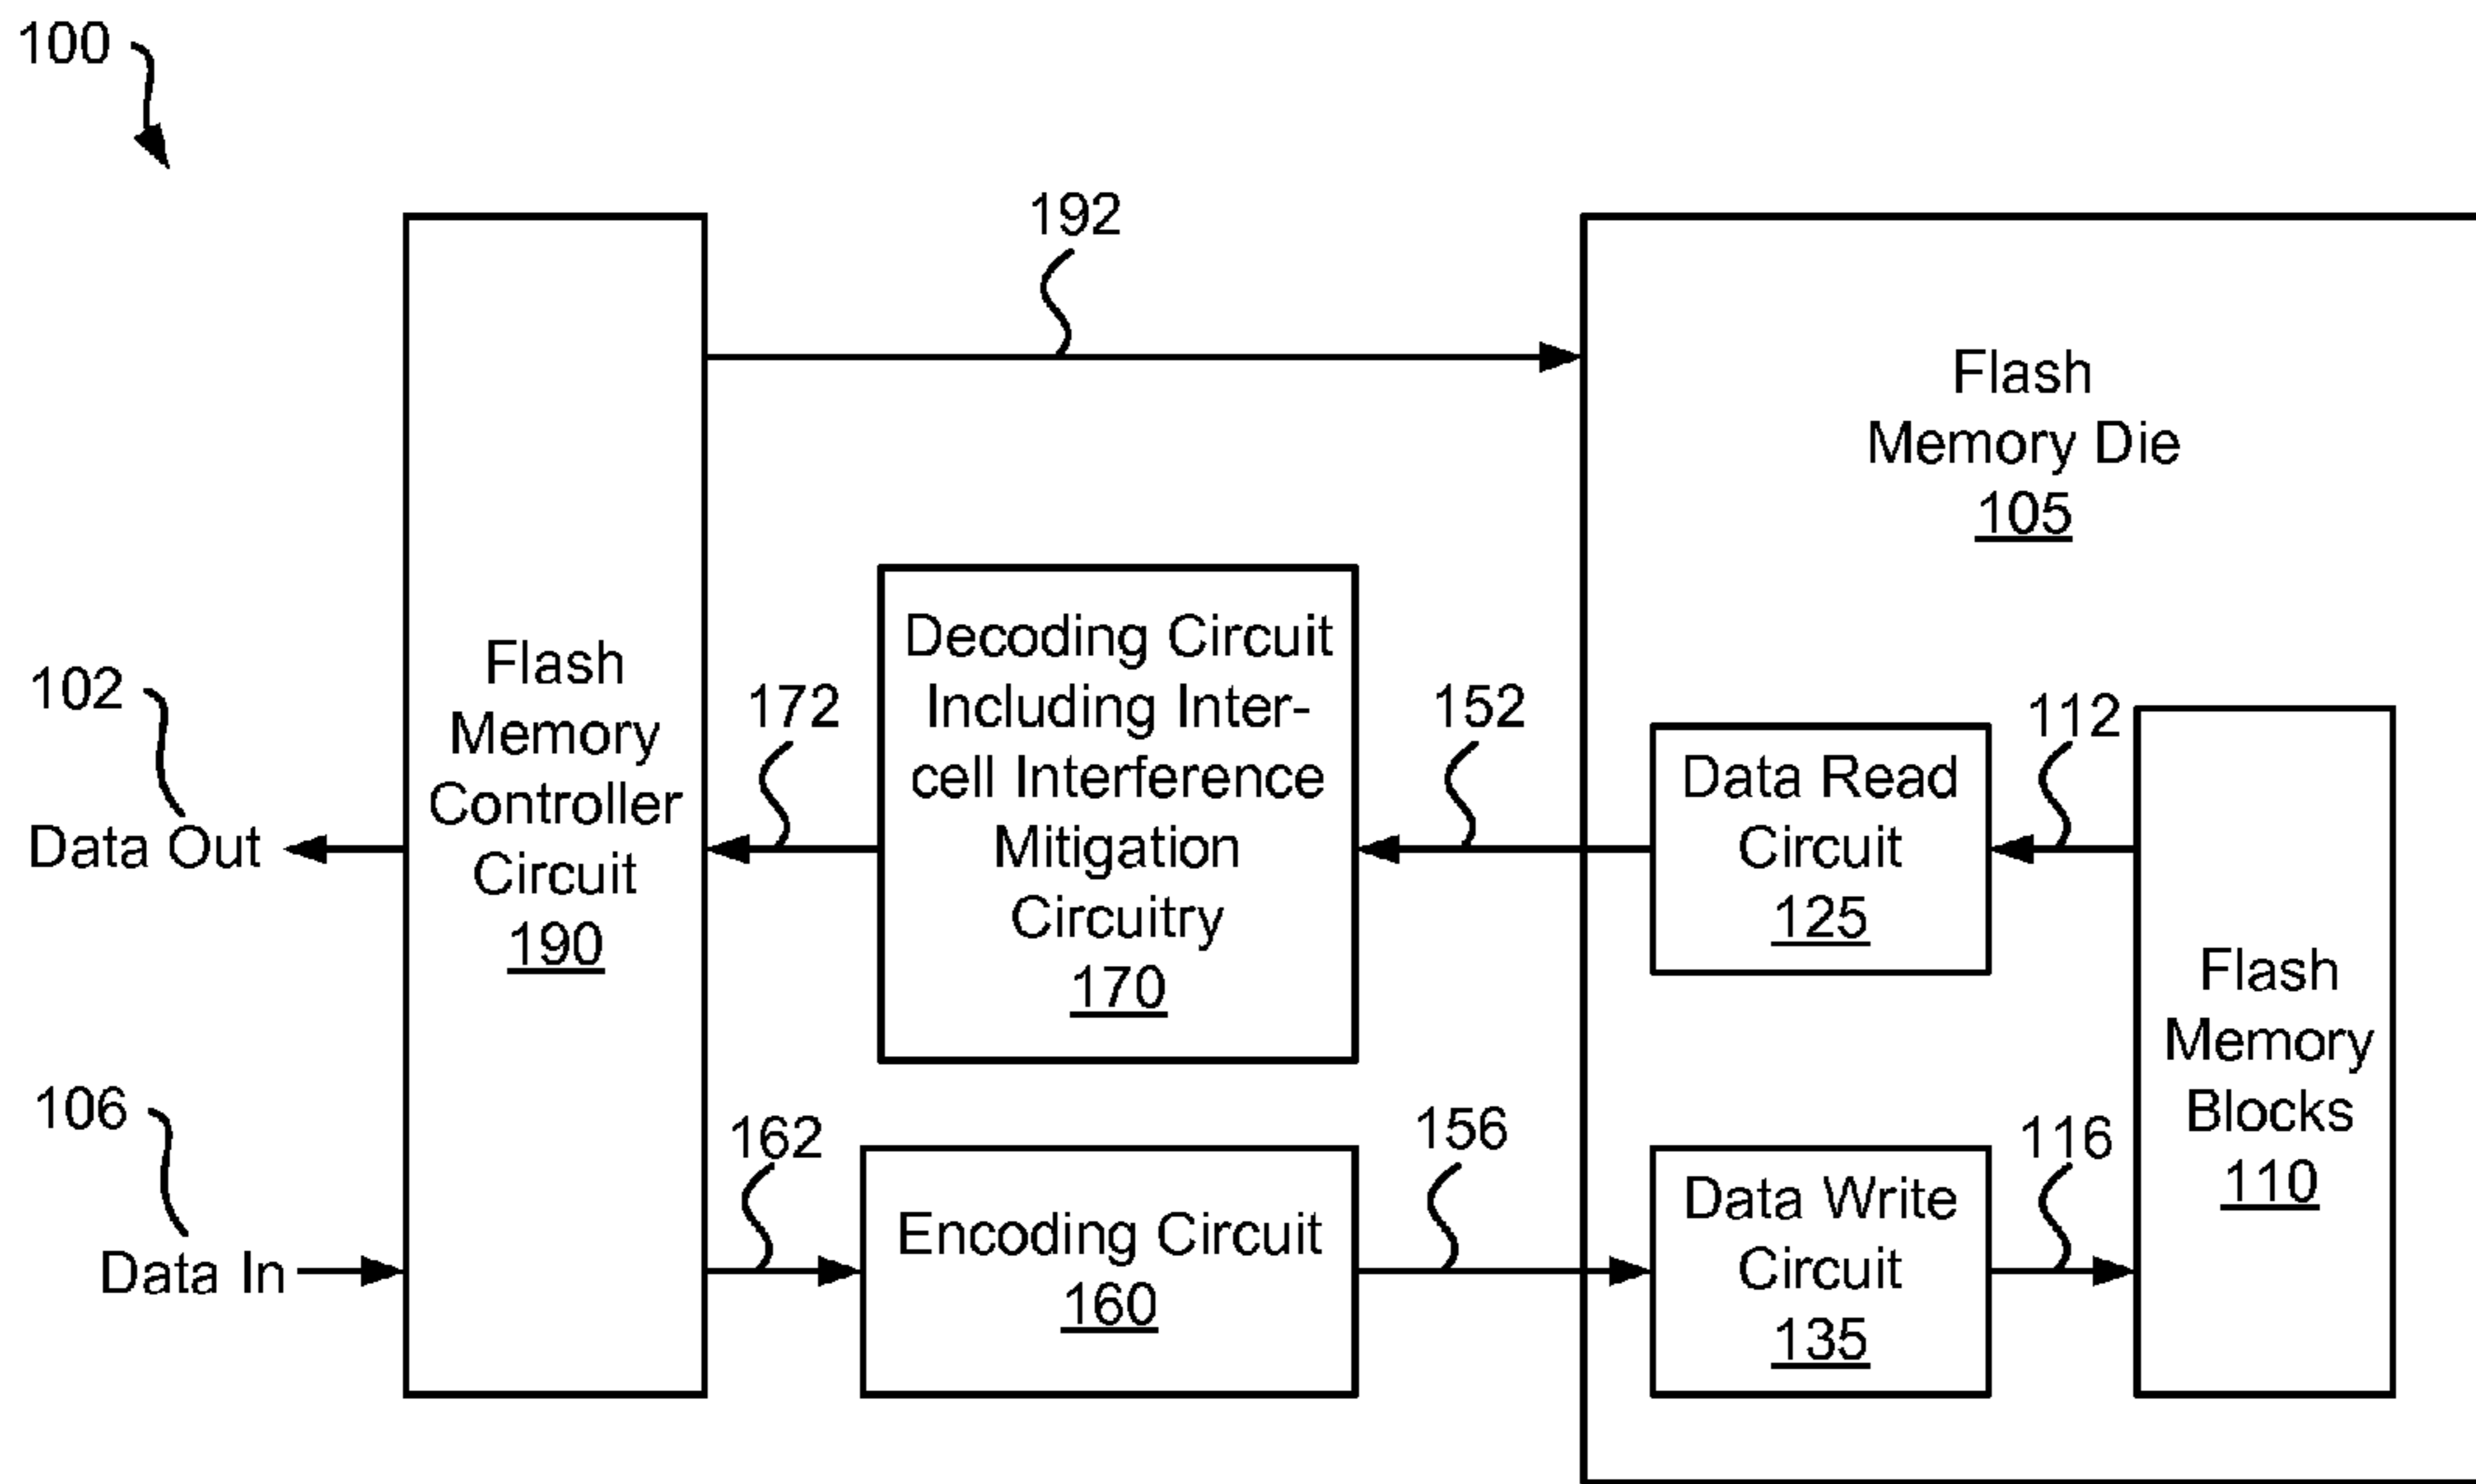 100
192
Flash
Memory Die
105
102
Data Out
Flash
Memory
Controller
Circuit
190
172
Decoding Circuit
Including Inter-
cell Interference
Mitigation
Circuitry
170
152
Data Read
Circuit
125
112
Flash
Memory
Blocks
110
106
Data In
162
Encoding Circuit
160
156
Data Write
Circuit
135
116